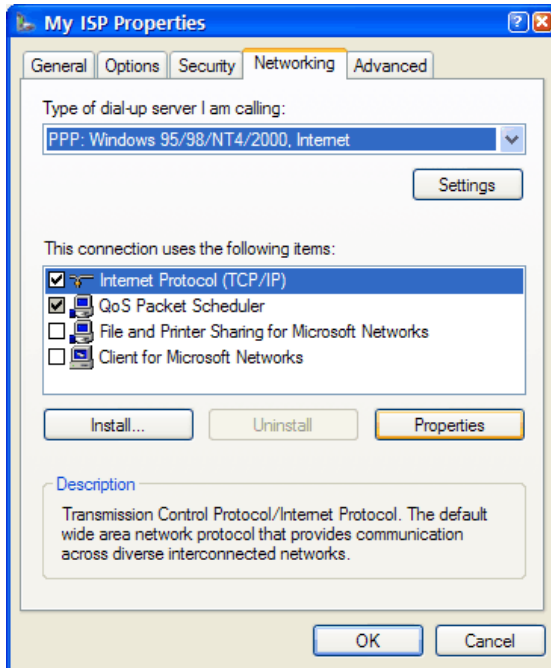 My ISP Properties
General Options Security Networking Advanced
Type of dial-up server I am calling:
PPP: Windows 95/98/NT4/2000, Internet
Settings
This connection uses the following items:
Internet Protocol (TCP/IP)
QoS Packet Scheduler
File and Printer Sharing for Microsoft Networks
Client for Microsoft Networks
Install... Uninstall Properties
Description
Transmission Control Protocol/Internet Protocol. The default
wide area network protocol that provides communication
across diverse interconnected networks.
OK Cancel